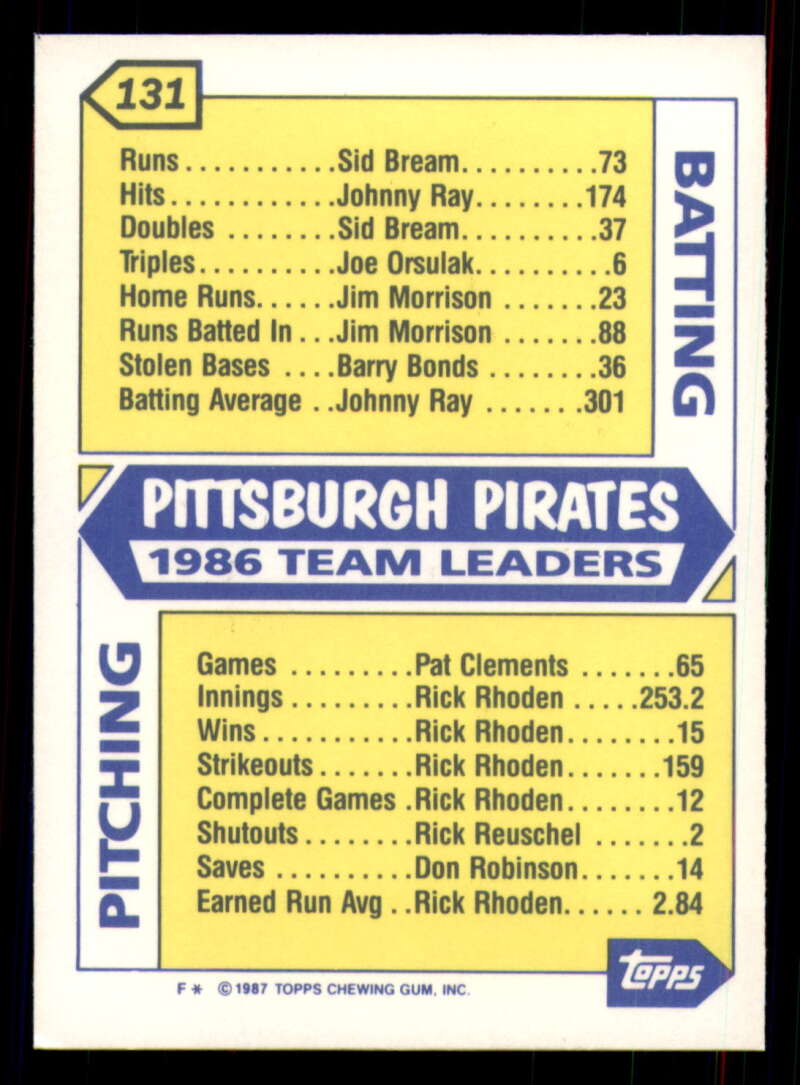 131
BATTING
Runs...........Sid Bream..........73
Hits............Johnny Ray........174
Doubles ........Sid Bream..........37
Triples..........Joe Orsulak..........6
Home Runs......Jim Morrison .......23
Runs Batted In ...Jim Morrison .......88
Stolen Bases ....Barry Bonds ........36
Batting Average ..Johnny Ray .......301
PITTSBURGH PIRATES
1986 TEAM LEADERS
PITCHING
Games .........Pat Clements .......65
Innings .........Rick Rhoden .....253.2
Wins...........Rick Rhoden........15
Strikeouts.......Rick Rhoden.......159
Complete Games .Rick Rhoden........12
Shutouts........Rick Reuschel .......2
Saves ..........Don Robinson.......14
Earned Run Avg ..Rick Rhoden...... 2.84
topps
F* ©1987 TOPPS CHEWING GUM, INC.